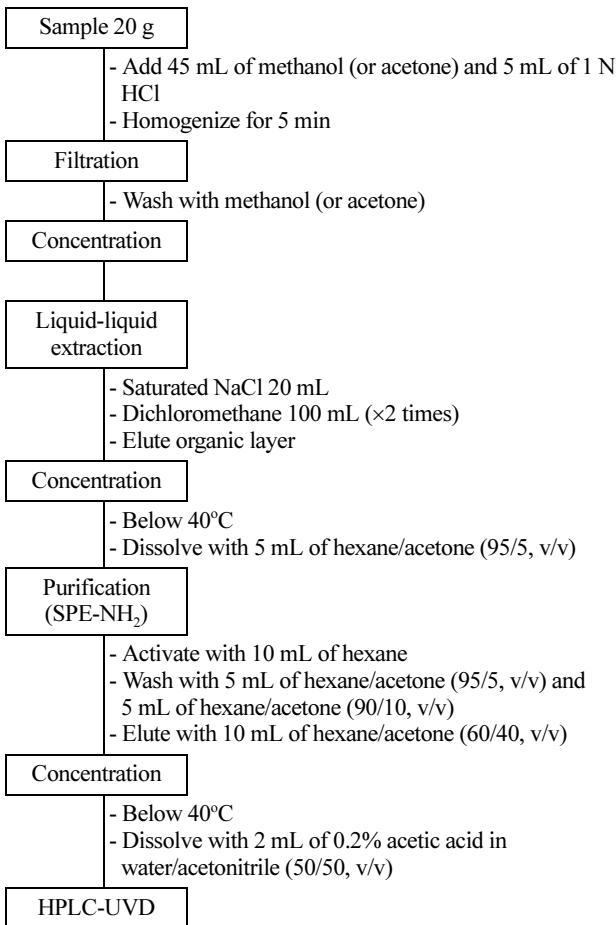 Sample 20 g
- Add 45 mL of methanol (or acetone) and 5 mL of 1 N
HCl
- Homogenize for 5 min
Filtration
- Wash with methanol (or acetone)
Concentration
Liquid-liquid
extraction
- Saturated NaCl 20 mL
- Dichloromethane 100 mL (×2 times)
- Elute organic layer
Concentration
- Below 40°C
- Dissolve with 5 mL of hexane/acetone (95/5, v/v)
Purification
(SPE-NH₂)
- Activate with 10 mL of hexane
- Wash with 5 mL of hexane/acetone (95/5, v/v) and
5 mL of hexane/acetone (90/10, v/v)
- Elute with 10 mL of hexane/acetone (60/40, v/v)
Concentration
- Below 40°C
- Dissolve with 2 mL of 0.2% acetic acid in
water/acetonitrile (50/50, v/v)
HPLC-UVD